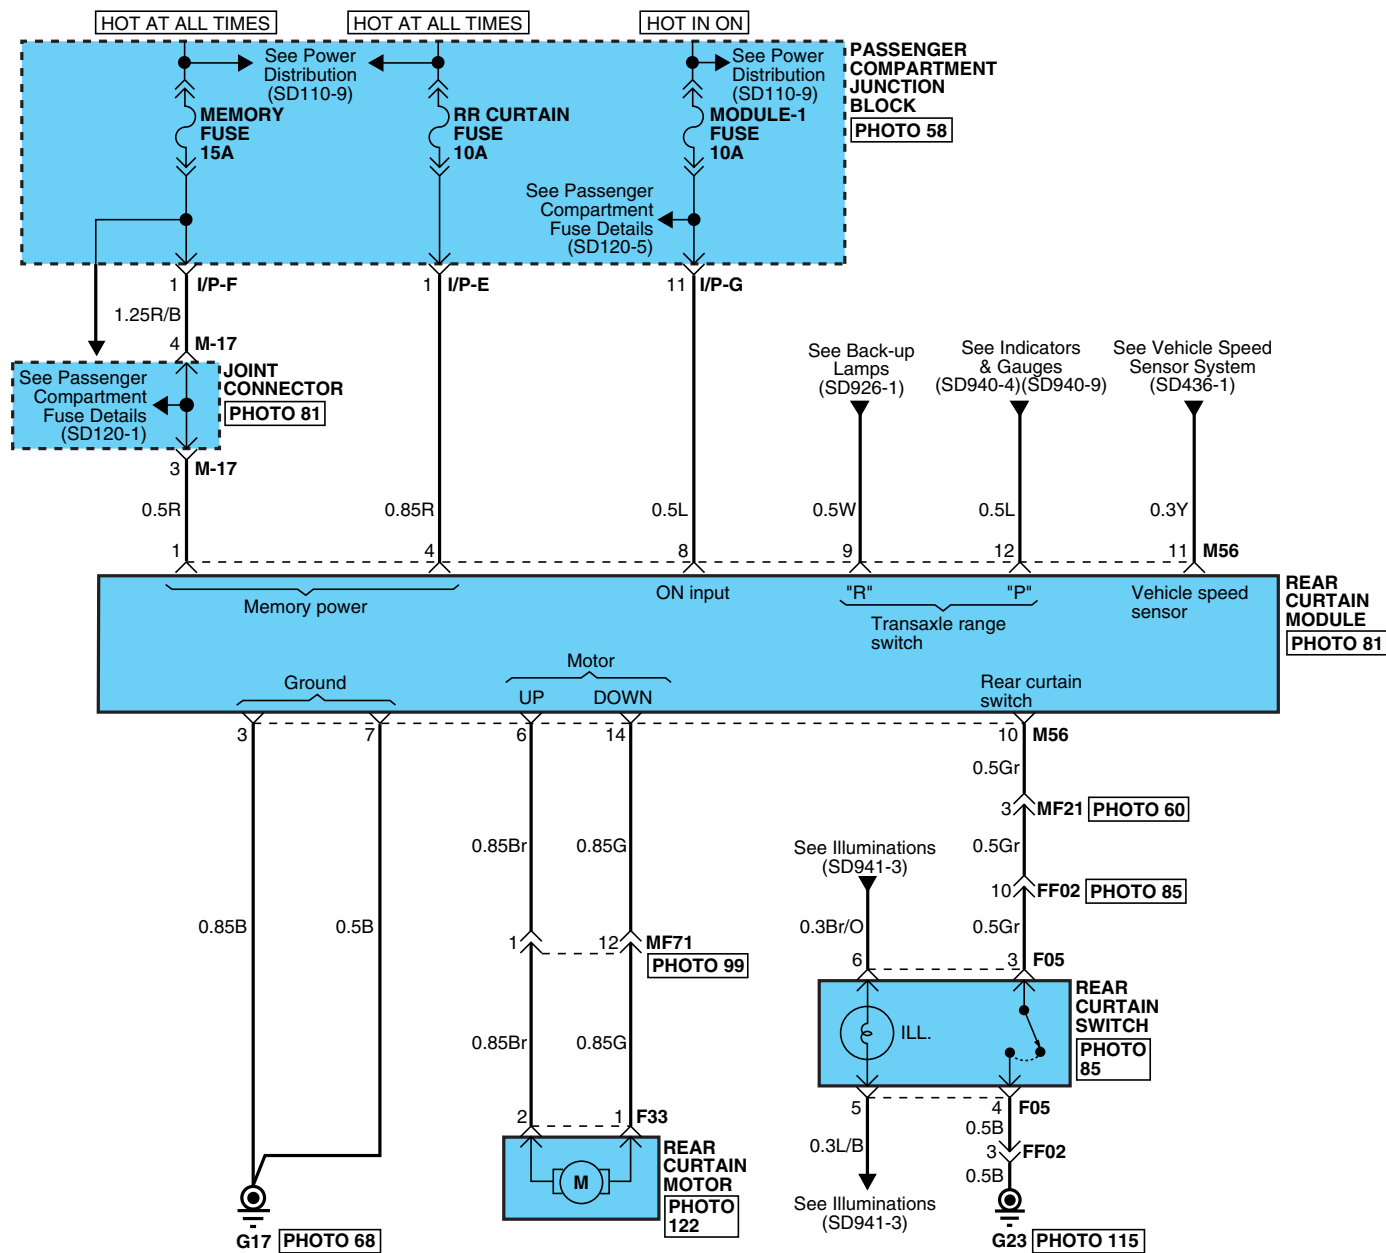 HOT AT ALL TIMES
HOT AT ALL TIMES
HOT IN ON
See Power
Distribution
(SD110-9)
See Power
Distribution
(SD110-9)
PASSENGER
COMPARTMENT
JUNCTION
BLOCK
PHOTO 58
MEMORY
FUSE
15A
RR CURTAIN
FUSE
10A
MODULE-1
FUSE
10A
See Passenger
Compartment
Fuse Details
(SD120-5)
1 I/P-F
1 I/P-E
11 I/P-G
1.25R/B
4 M-17
See Passenger
Compartment
Fuse Details
(SD120-1)
JOINT
CONNECTOR
PHOTO 81
3 M-17
See Back-up
Lamps
(SD926-1)
See Indicators
& Gauges
(SD940-4)(SD940-9)
See Vehicle Speed
Sensor System
(SD436-1)
0.5R
0.85R
0.5L
0.5W
0.5L
0.3Y
1
4
8
9
12
11 M56
Memory power
ON input
"R"
"P"
Transaxle range
switch
Vehicle speed
sensor
REAR
CURTAIN
MODULE
PHOTO 81
Ground
Motor
UP
DOWN
Rear curtain
switch
3
7
6
14
10 M56
0.5Gr
3 MF21 PHOTO 60
0.85Br
0.85G
See Illuminations
(SD941-3)
0.5Gr
10 FF02 PHOTO 85
0.85B
0.5B
0.3Br/O
0.5Gr
1
12 MF71
PHOTO 99
6
3 F05
0.85Br
0.85G
ILL.
REAR
CURTAIN
SWITCH
PHOTO
85
2
1 F33
5
4 F05
0.5B
0.3L/B
3 FF02
0.5B
M
REAR
CURTAIN
MOTOR
PHOTO
122
See Illuminations
(SD941-3)
G17 PHOTO 68
G23 PHOTO 115